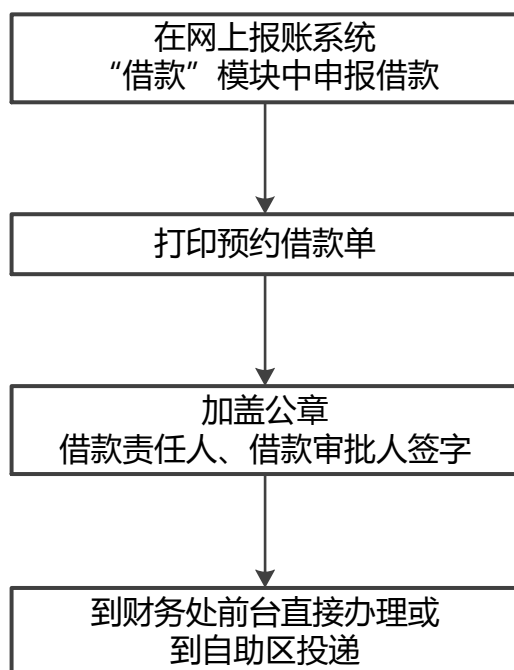 在网上报账系统
“借款”模块中申报借款
打印预约借款单
加盖公章
借款责任人、借款审批人签字
到财务处前台直接办理或
到自助区投递